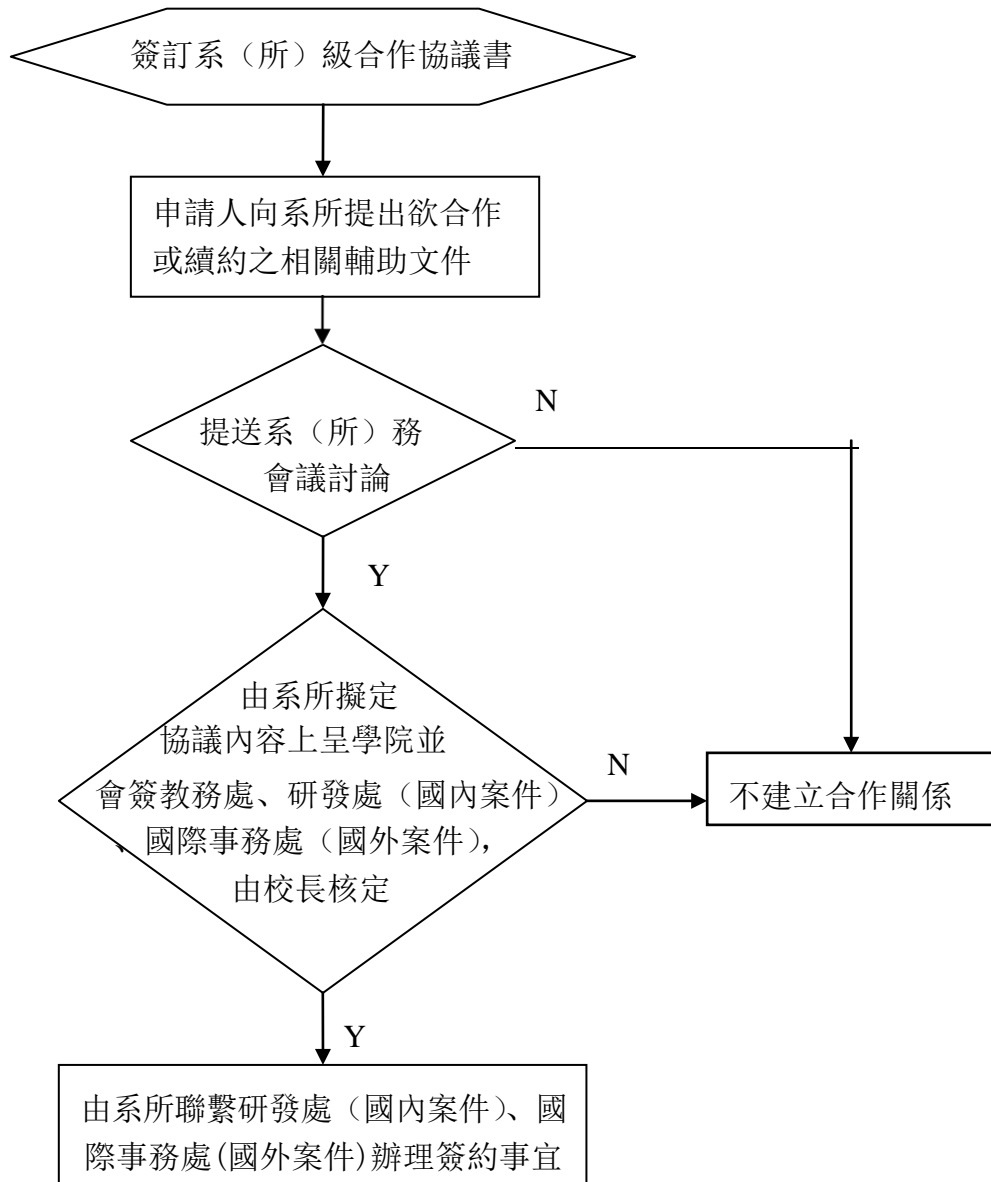 簽訂系（所）級合作協議書
申請人向系所提出欲合作
或續約之相關輔助文件
N
提送系（所）務
會議討論
Y
由系所擬定
協議內容上呈學院並
N
會簽教務處、研發處（國內案件）
、國際事務處（國外案件），
由校長核定
不建立合作關係
Y
由系所聯繫研發處（國內案件）、國
際事務處(國外案件)辦理簽約事宜